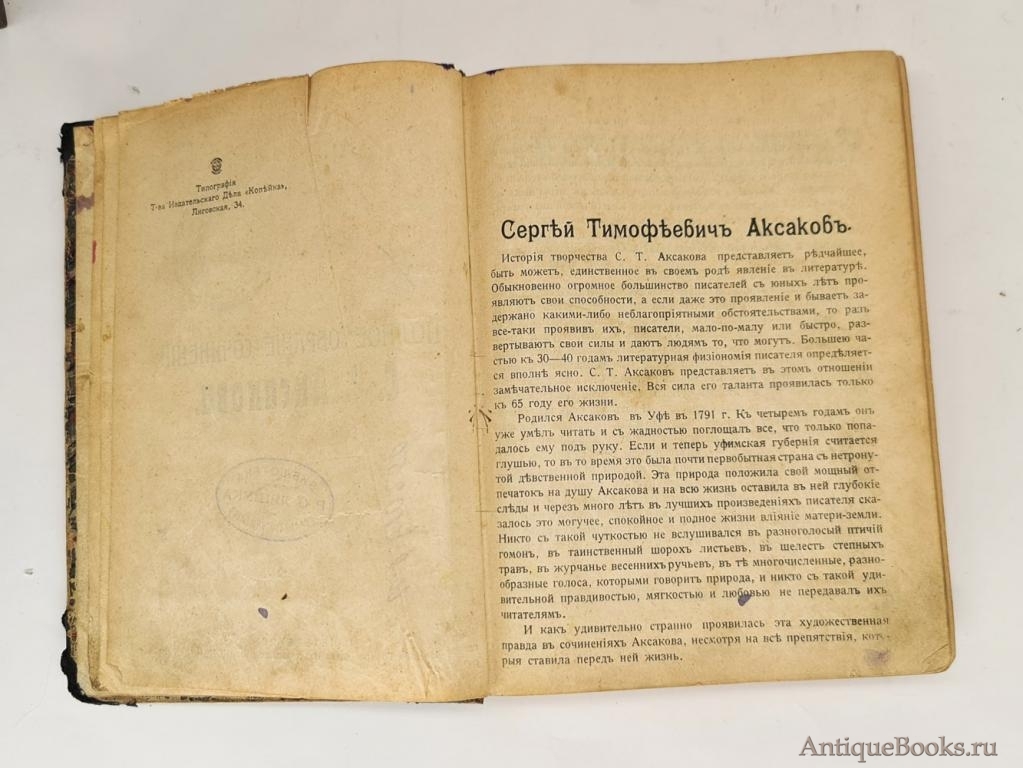 Типографія
Т-ва Издательскаго Дѣла «Копѣйка»,
Лиговская, 34.
Сергѣй Тимофѣевичъ Аксаковъ.
Исторія творчества С. Т. Аксакова представляетъ рѣдчайшее,
быть можетъ, единственное въ своемъ родѣ явленіе въ литературѣ.
Обыкновенно огромное большинство писателей съ юныхъ лѣтъ про-
являютъ свои способности, а если даже это проявленіе и бываетъ за-
держано какими-либо неблагопріятными обстоятельствами, то разъ
все-таки проявивъ ихъ, писатели, мало-по-малу или быстро, раз-
вертываютъ свои силы и даютъ людямъ то, что могутъ. Большею ча-
стью къ 30—40 годамъ литературная физіономія писателя опредѣляет-
ся вполнѣ ясно. С. Т. Аксаковъ представляетъ въ этомъ отношеніи
замѣчательное исключеніе. Вся сила его таланта проявилась только
къ 65 году его жизни.
Родился Аксаковъ въ Уфѣ въ 1791 г. Къ четыремъ годамъ онъ
уже умѣлъ читать и съ жадностью поглощалъ все, что только попа-
далось ему подъ руку. Если и теперь уфимская губернія считается
глушью, то въ то время это была почти первобытная страна съ нетрону-
той дѣвственной природой. Эта природа положила свой мощный от-
печатокъ на душу Аксакова и на всю жизнь оставила въ ней глубокіе
слѣды и черезъ много лѣтъ въ лучшихъ произведеніяхъ писателя ска-
залось это могучее, спокойное и полное жизни вліяніе матери-земли.
Никто съ такой чуткостью не вслушивался въ разноголосый птичій
гомонъ, въ таинственный шорохъ листьевъ, въ шелестъ степныхъ
травъ, въ журчанье весеннихъ ручьевъ, въ тѣ многочисленные, разно-
образные голоса, которыми говоритъ природа, и никто съ такой уди-
вительной правдивостью, мягкостью и любовью не передавалъ ихъ
читателямъ.
И какъ удивительно странно проявилась эта художественная
правда въ сочиненіяхъ Аксакова, несмотря на всѣ препятствія, кото-
рыя ставила передъ ней жизнь.
AntiqueBooks.ru